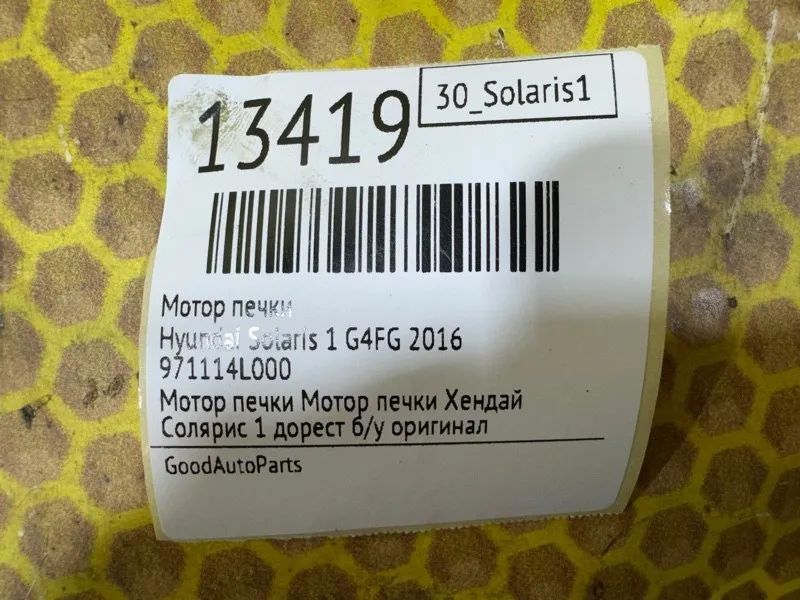 13419
30_Solaris1
Мотор печки
Hyundai Solaris 1 G4FG 2016
971114L000
Мотор печки Мотор печки Хендай
Солярис 1 дорест б/у оригинал
GoodAutoParts